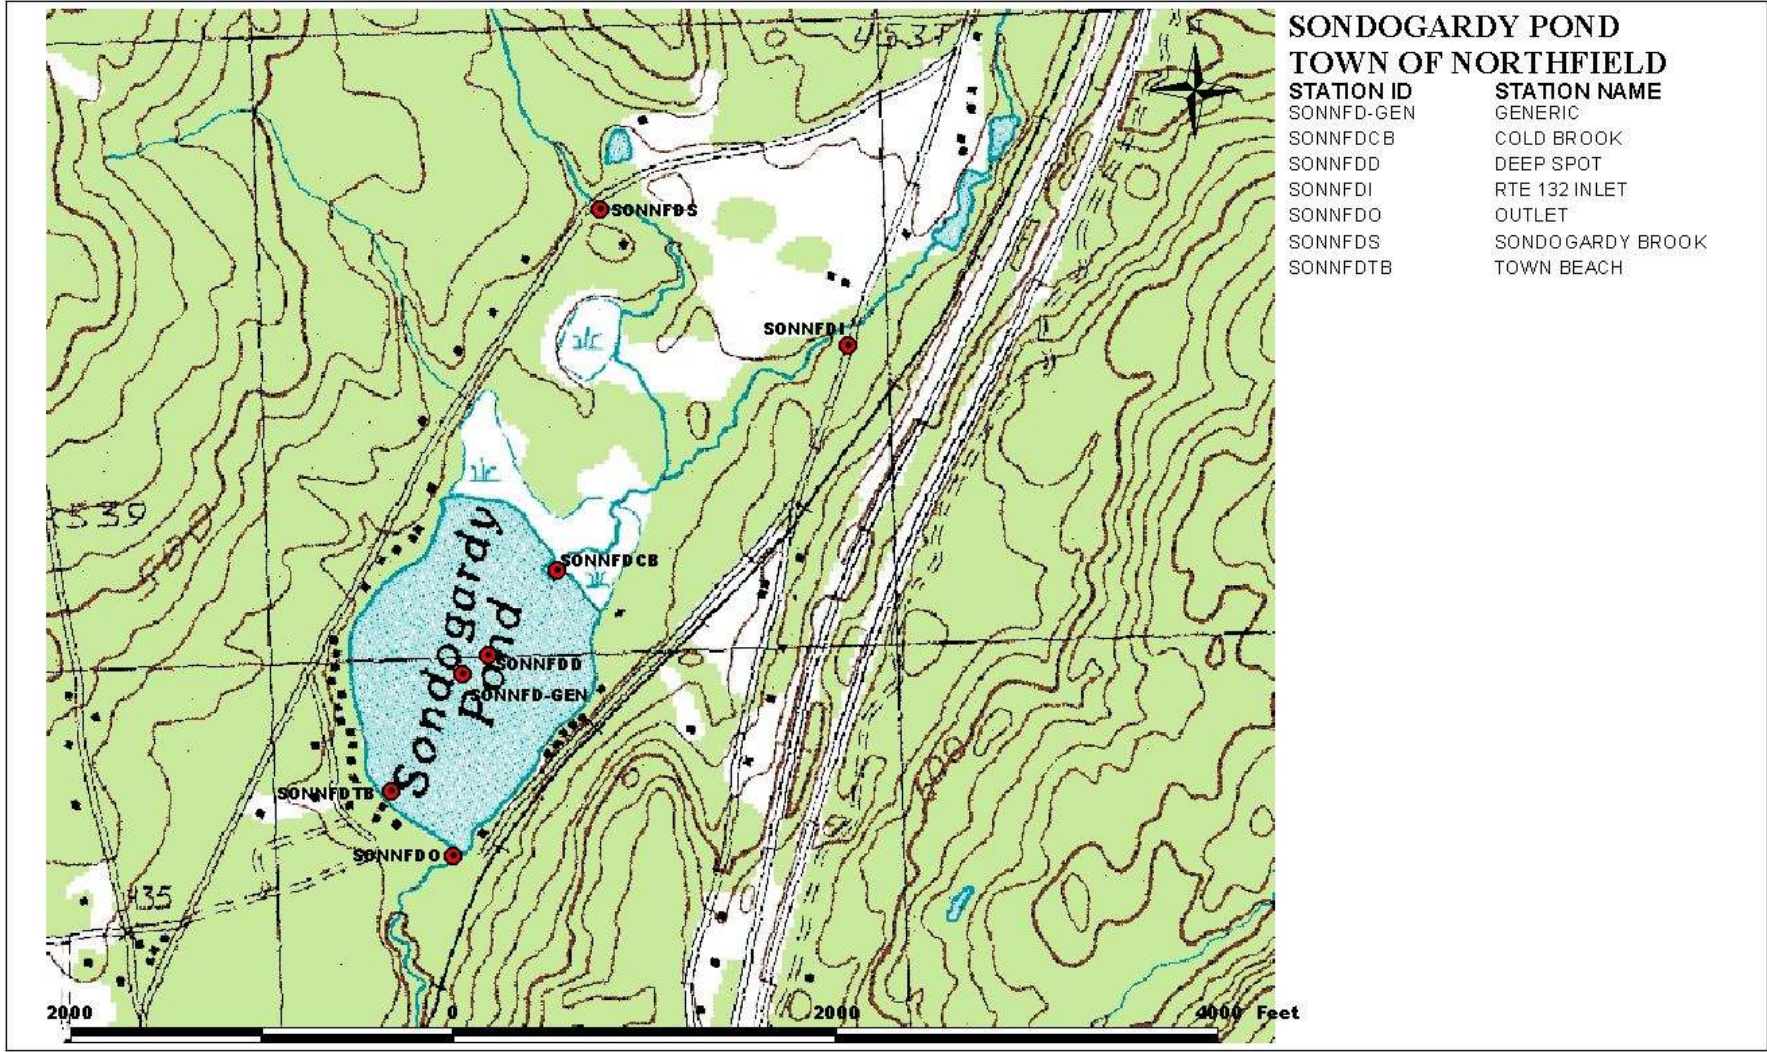 SONDOGARDY POND
TOWN OF NORTHFIELD
STATION ID STATION NAME
SONNFD-GEN GENERIC
SONNFDCB COLD BROOK
SONNFDD DEEP SPOT
SONNFDI RTE 132 INLET
SONNFDO OUTLET
SONNFDS SONDOGARDY BROOK
SONNFDTB TOWN BEACH
4537
SONNFDS
SONNFDI
539
SONNFDCB
Sondogardy
Pond
SONNFDD
SONNFD-GEN
SONNFDTB
SONNFDO
435
2000 0 2000 4000 Feet